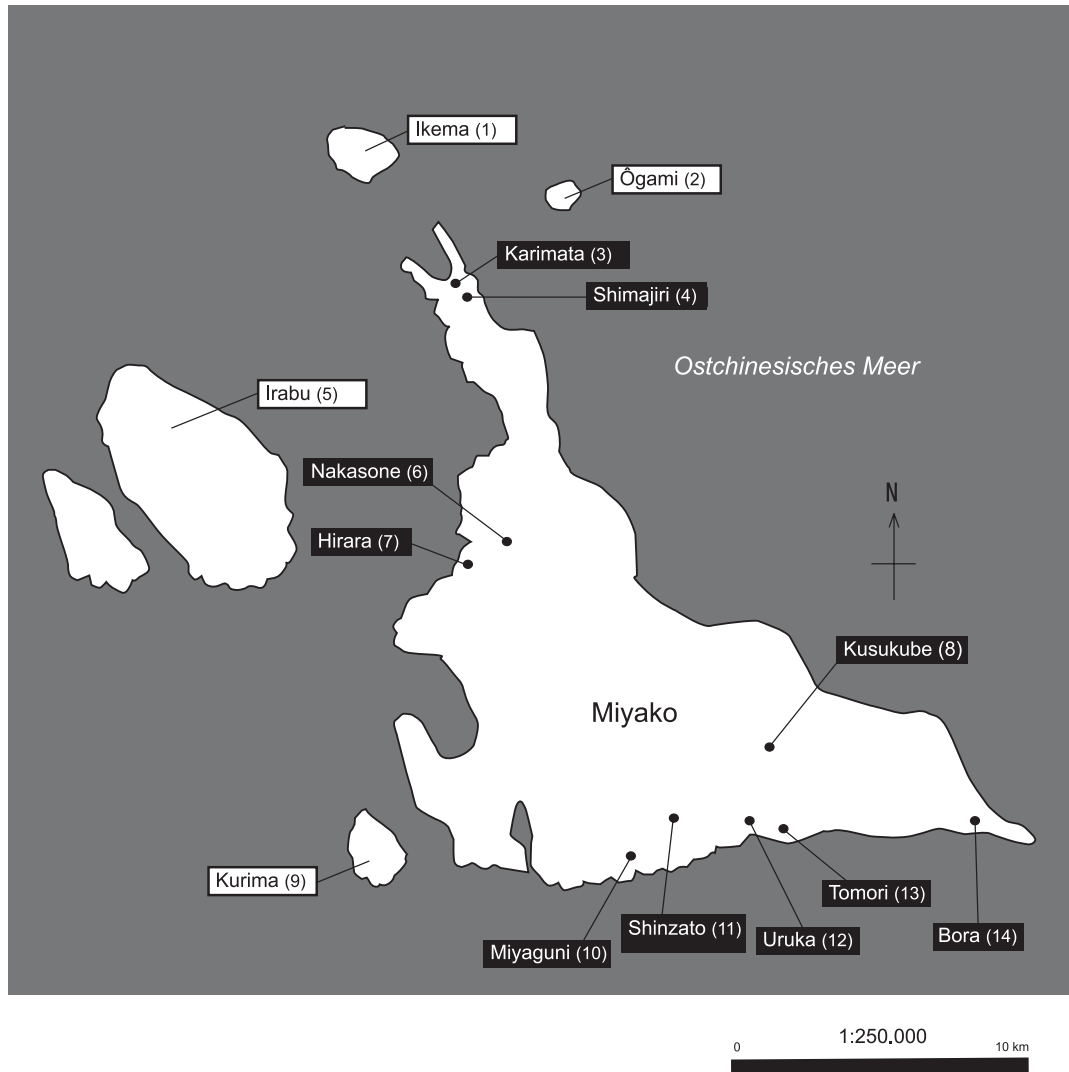 Ikema (1)
Ôgami (2)
Karimata (3)
Shimajiri (4)
Ostchinesisches Meer
Irabu (5)
Nakasone (6)
N
Hirara (7)
Kusukube (8)
Miyako
Kurima (9)
Tomori (13)
Shinzato (11)
Uruka (12)
Bora (14)
Miyaguni (10)
1:250.000
0 10 km